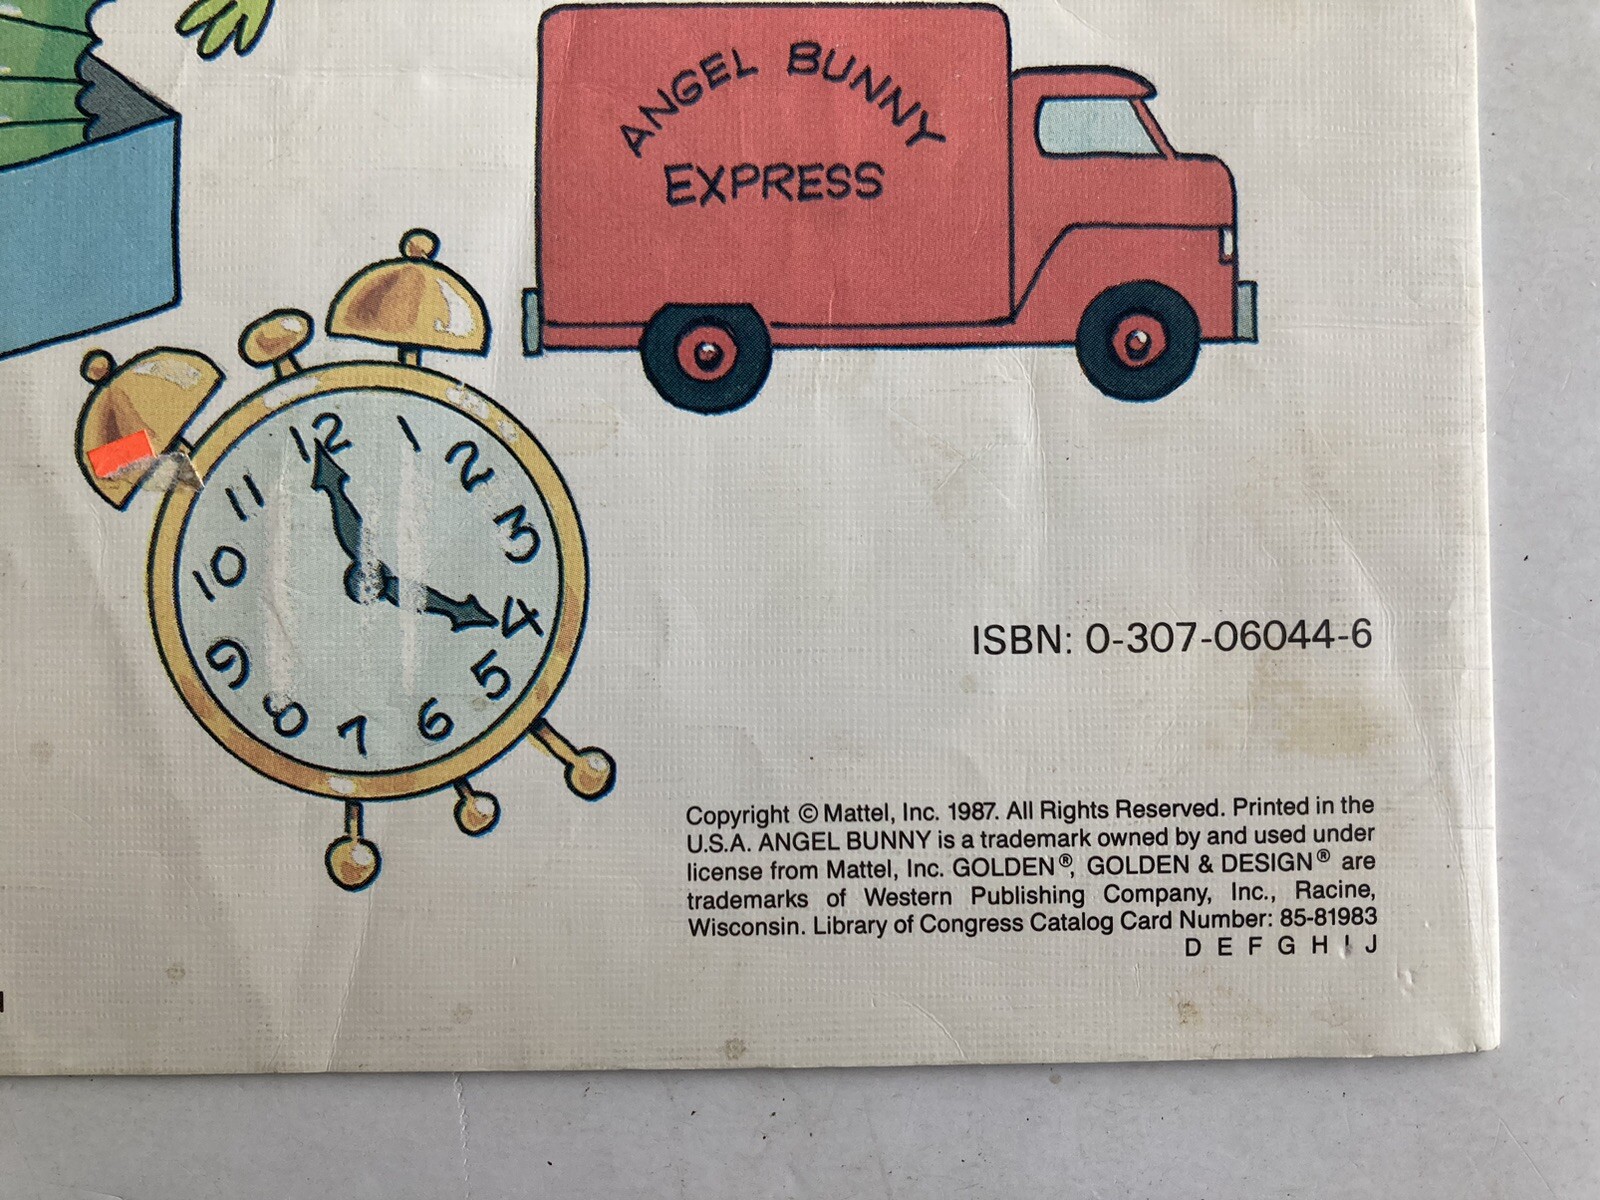 ANGEL BUNNY
EXPRESS
12
1
2
3
4
5
6
7
8
9
10
11
ISBN: 0-307-06044-6
Copyright © Mattel, Inc. 1987. All Rights Reserved. Printed in the
U.S.A. ANGEL BUNNY is a trademark owned by and used under
license from Mattel, Inc. GOLDEN®, GOLDEN & DESIGN® are
trademarks of Western Publishing Company, Inc., Racine,
Wisconsin. Library of Congress Catalog Card Number: 85-81983
D E F G H I J